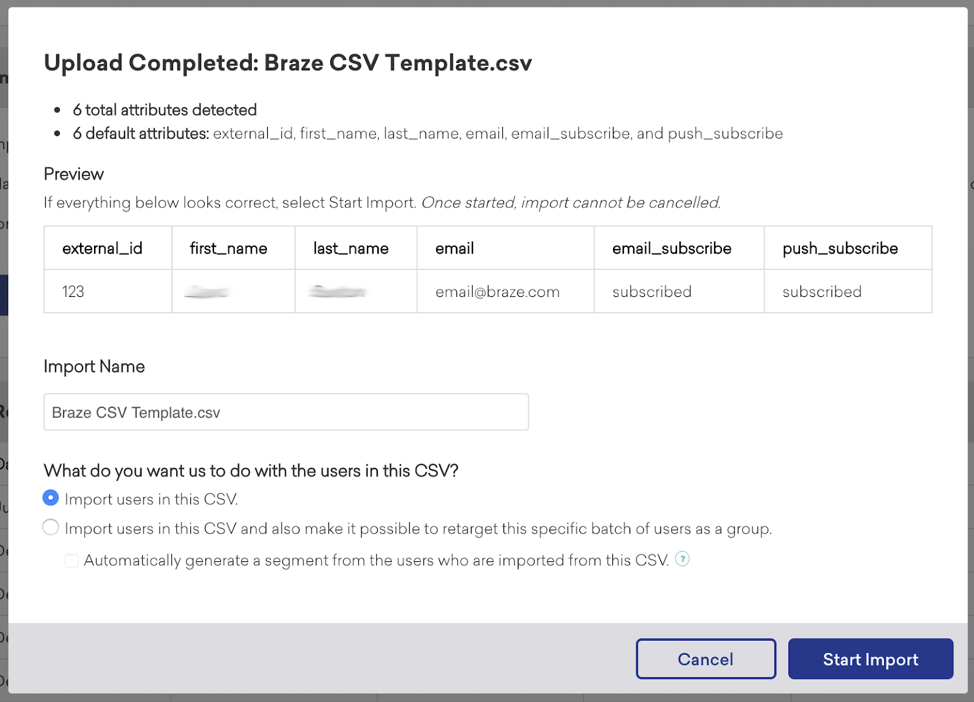 Upload Completed: Braze CSV Template.csv
• 6 total attributes detected
• 6 default attributes: external_id, first_name, last_name, email, email_subscribe, and push_subscribe
Preview
If everything below looks correct, select Start Import. Once started, import cannot be cancelled.
external_id first_name last_name email email_subscribe push_subscribe
123 email@braze.com subscribed subscribed
Import Name
Braze CSV Template.csv
What do you want us to do with the users in this CSV?
Import users in this CSV.
Import users in this CSV and also make it possible to retarget this specific batch of users as a group.
Automatically generate a segment from the users who are imported from this CSV. ?
Cancel Start Import